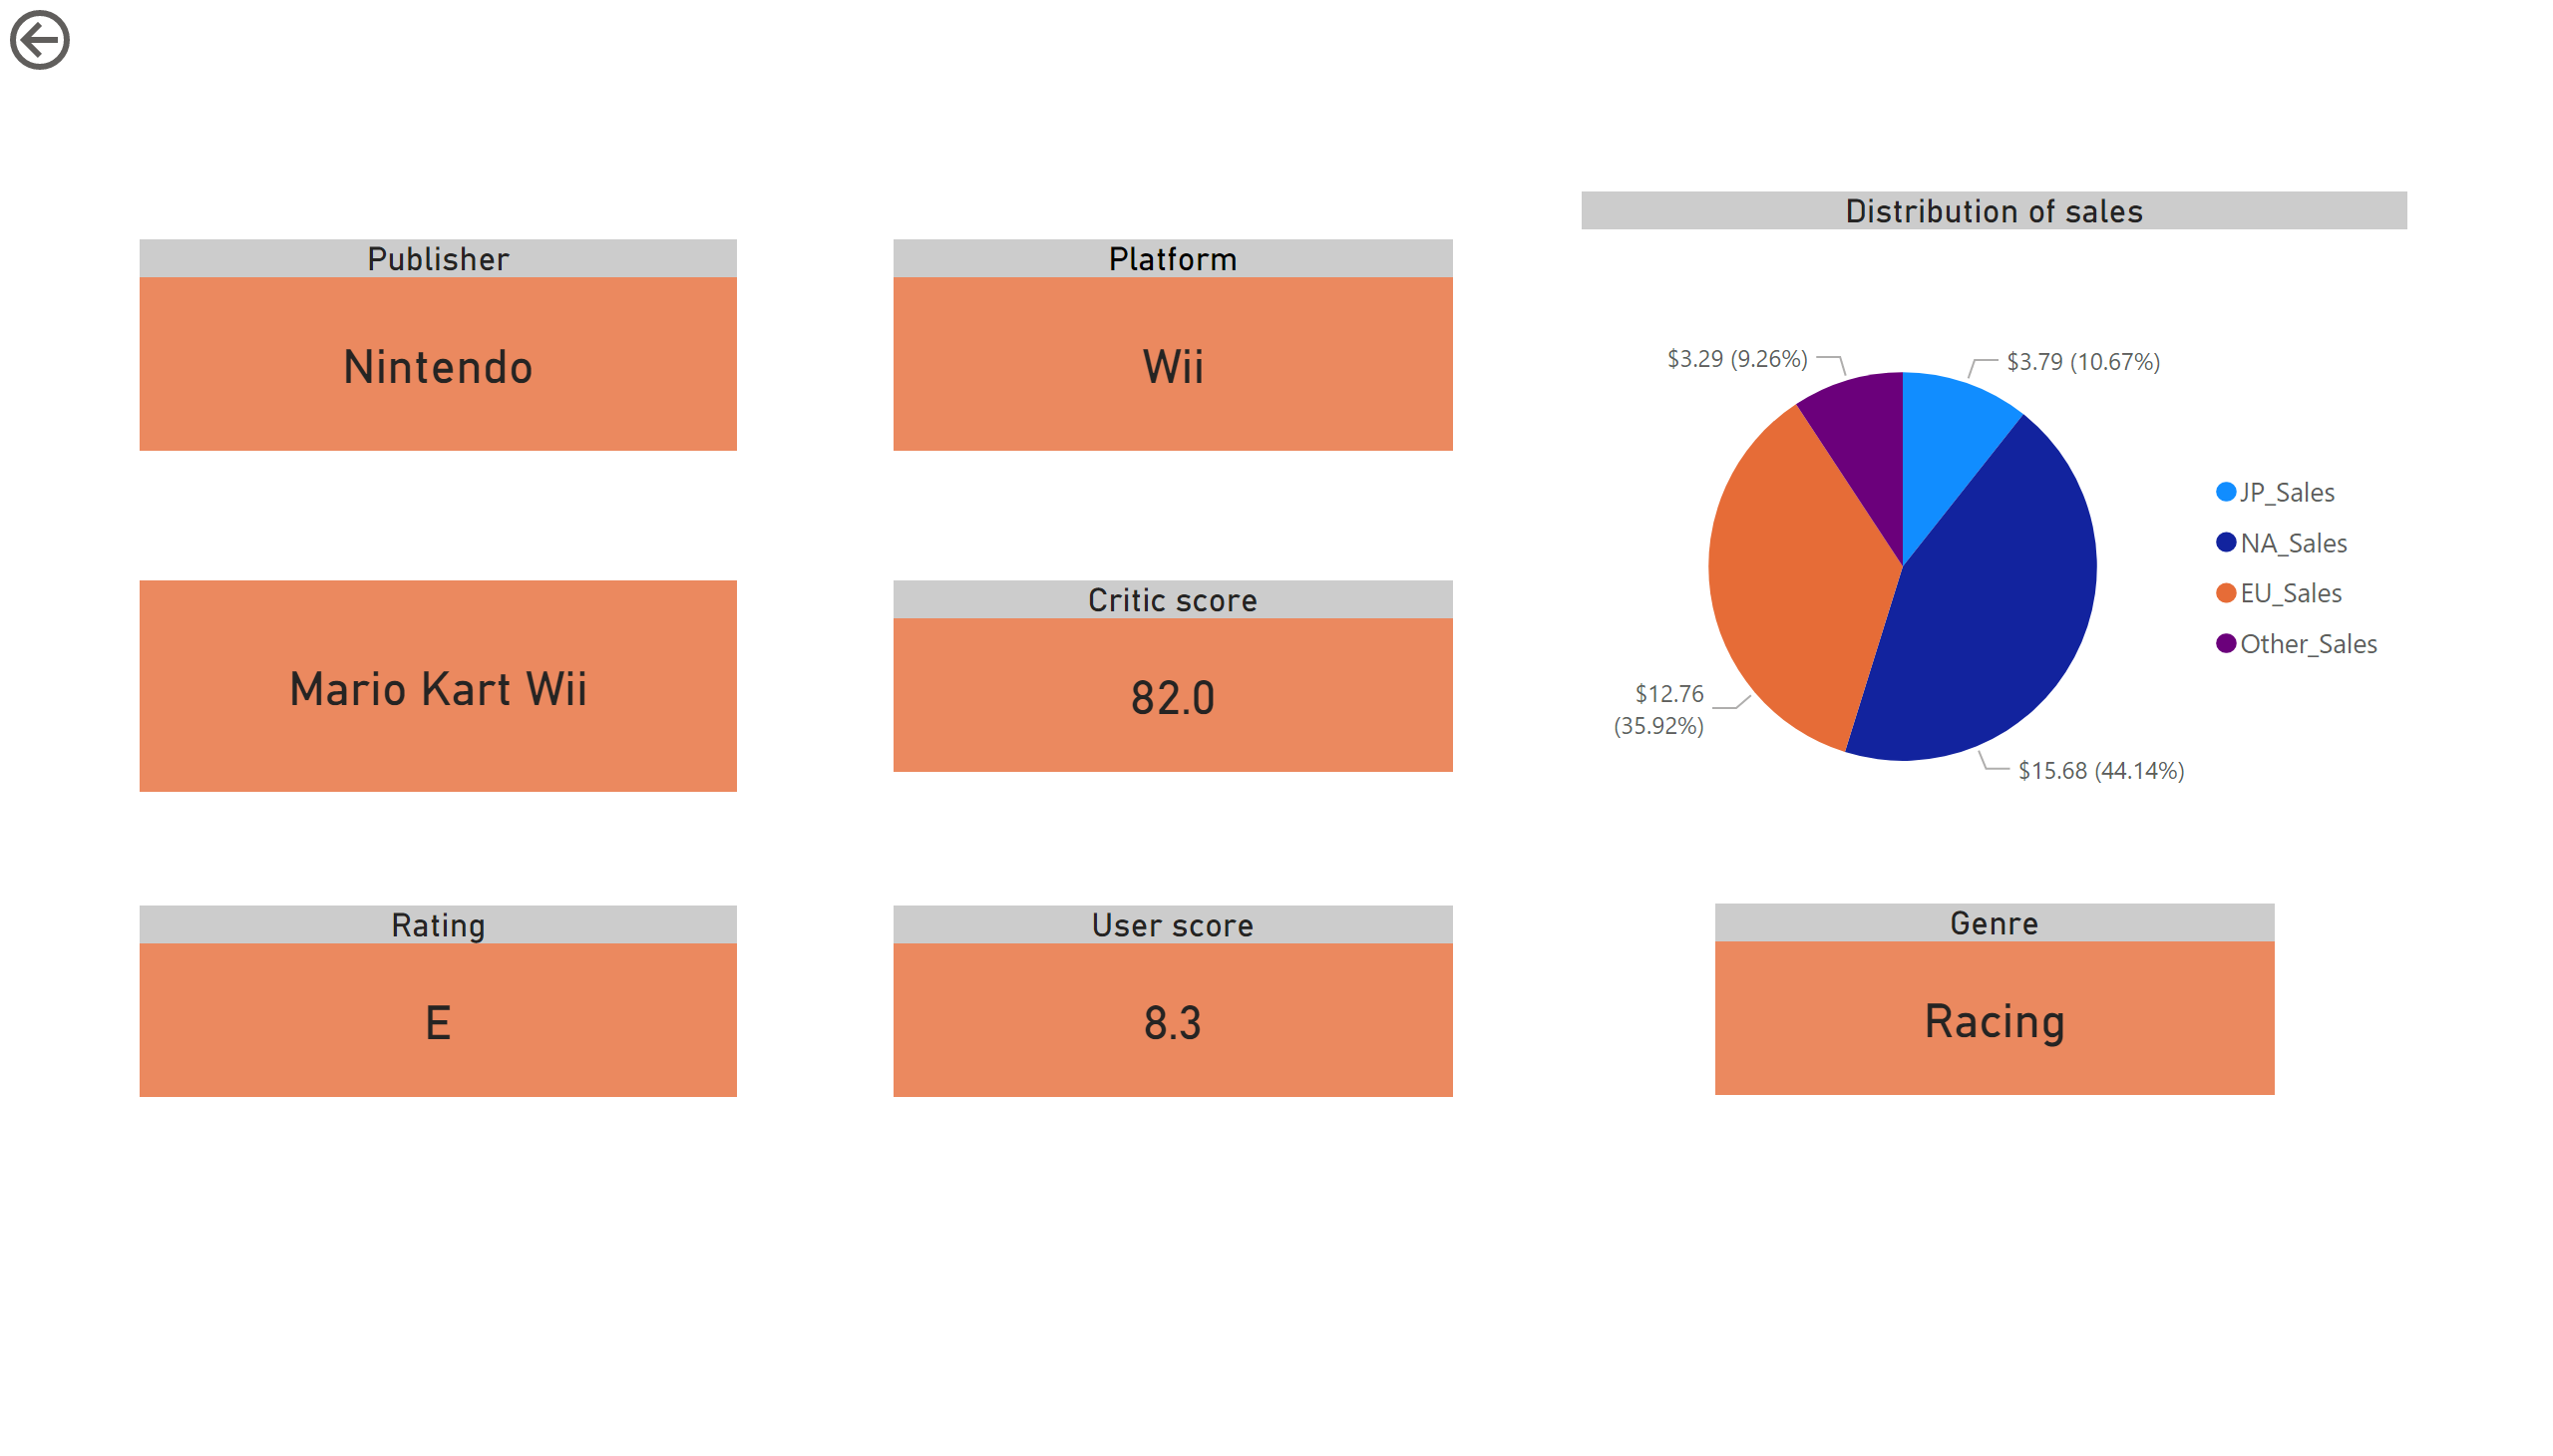 Publisher
Nintendo
Platform
Wii
Distribution of sales
$3.29 (9.26%)
$3.79 (10.67%)
$12.76
(35.92%)
$15.68 (44.14%)
JP_Sales
NA_Sales
EU_Sales
Other_Sales
Mario Kart Wii
Critic score
82.0
Rating
E
User score
8.3
Genre
Racing